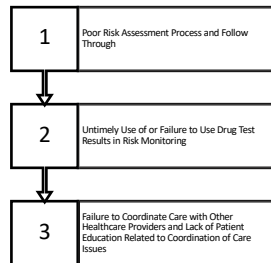 1
Poor Risk Assessment Process and Follow
Through
2
Untimely Use of or Failure to Use Drug Test
Results in Risk Monitoring
3
Failure to Coordinate Care with Other
Healthcare Providers and Lack of Patient
Education Related to Coordination of Care
Issues